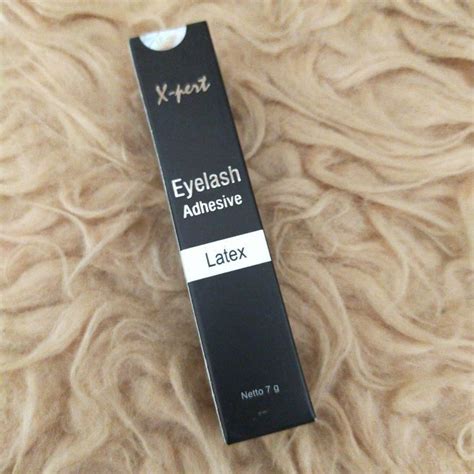 X-pert
Eyelash
Adhesive
Latex
Netto 7 g